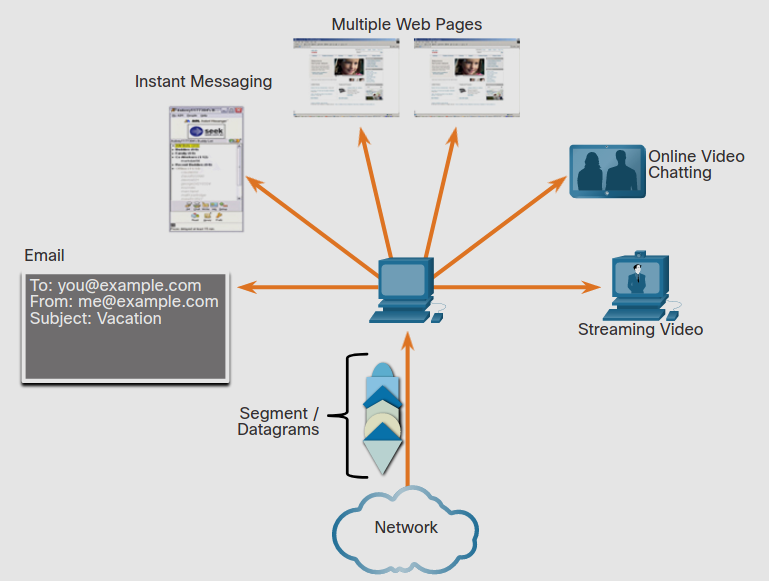 Multiple Web Pages
Instant Messaging
seek
Online Video
Chatting
Email
To: you@example.com
From: me@example.com
Subject: Vacation
Streaming Video
Segment /
Datagrams
Network